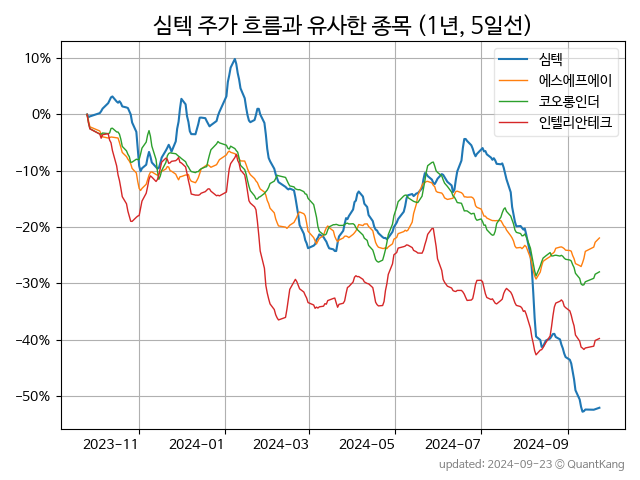 심텍 주가 흐름과 유사한 종목 (1년, 5일선)
심텍
에스에프에이
코오롱인더
인텔리안테크
10%
0%
−10%
−20%
−30%
−40%
−50%
2023-11 2024-01 2024-03 2024-05 2024-07 2024-09
updated: 2024-09-23 © QuantKang